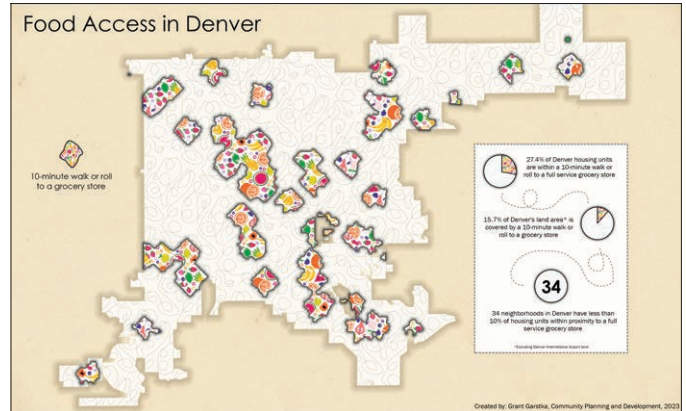 Food Access in Denver
10-minute walk or roll
to a grocery store
27.4% of Denver housing units
are within a 10-minute walk or
roll to a full service grocery store
15.7% of Denver's land area* is
covered by a 10-minute walk or
roll to a grocery store
34
34 neighborhoods in Denver have less than
10% of housing units within proximity to a full
service grocery store
*Excluding Denver International Airport land
Created by: Grant Garstka, Community Planning and Development, 2023